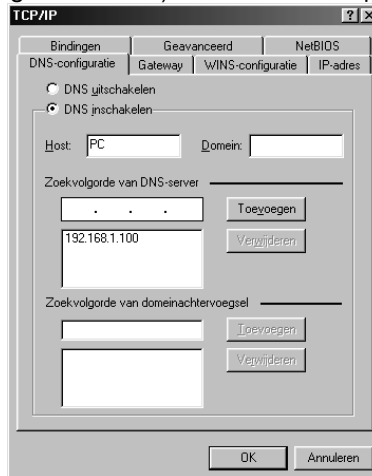 TCP/IP
Bindingen Geavanceerd NetBIOS
DNS-configuratie Gateway WINS-configuratie IP-adres
DNS uitschakelen
DNS inschakelen
Host: PC Domein:
Zoekvolgorde van DNS-server
. . . Toevoegen
192.168.1.100 Verwijderen
Zoekvolgorde van domeinachtervoegsel
Toevoegen
Verwijderen
OK Annuleren